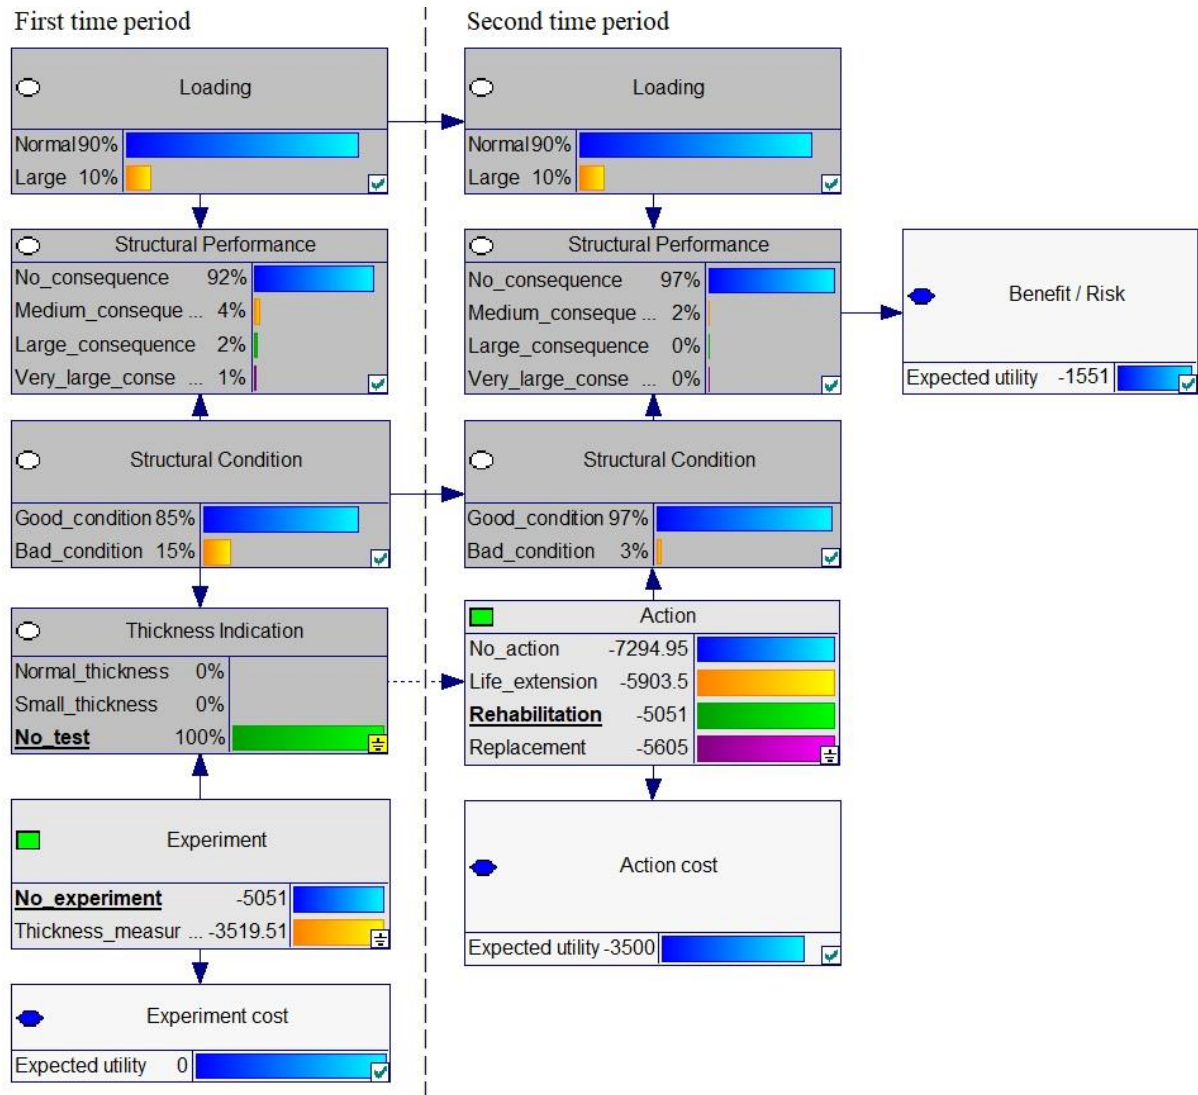 First time period
Second time period
Loading
Normal 90%
Large 10%
Loading
Normal 90%
Large 10%
Structural Performance
No_consequence 92%
Medium_conseque ... 4%
Large_consequence 2%
Very_large_conse ... 1%
Structural Performance
No_consequence 97%
Medium_conseque ... 2%
Large_consequence 0%
Very_large_conse ... 0%
Benefit / Risk
Expected utility -1551
Structural Condition
Good_condition 85%
Bad_condition 15%
Structural Condition
Good_condition 97%
Bad_condition 3%
Thickness Indication
Normal_thickness 0%
Small_thickness 0%
No_test 100%
Action
No_action -7294.95
Life_extension -5903.5
Rehabilitation -5051
Replacement -5605
Experiment
No_experiment -5051
Thickness_measur ... -3519.51
Action cost
Expected utility -3500
Experiment cost
Expected utility 0